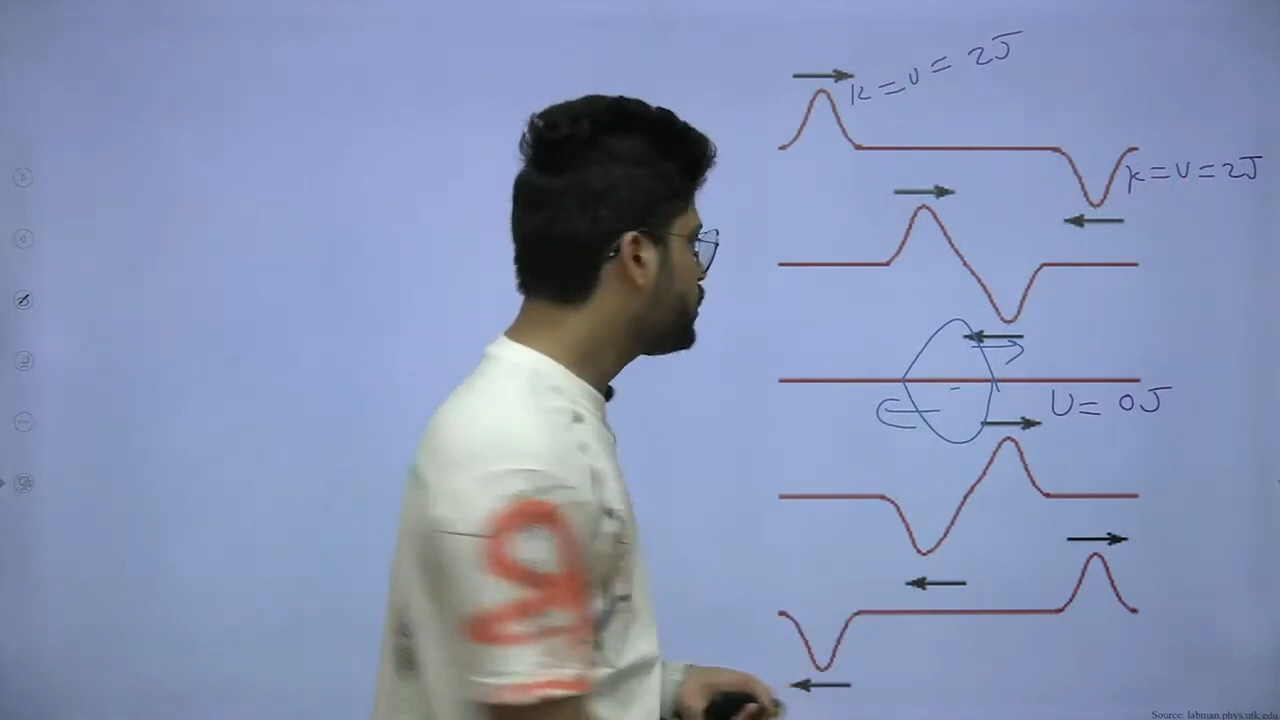 k = U = 2J
k = U = 2J
U = 0J
Source: labman.phys.utk.edu